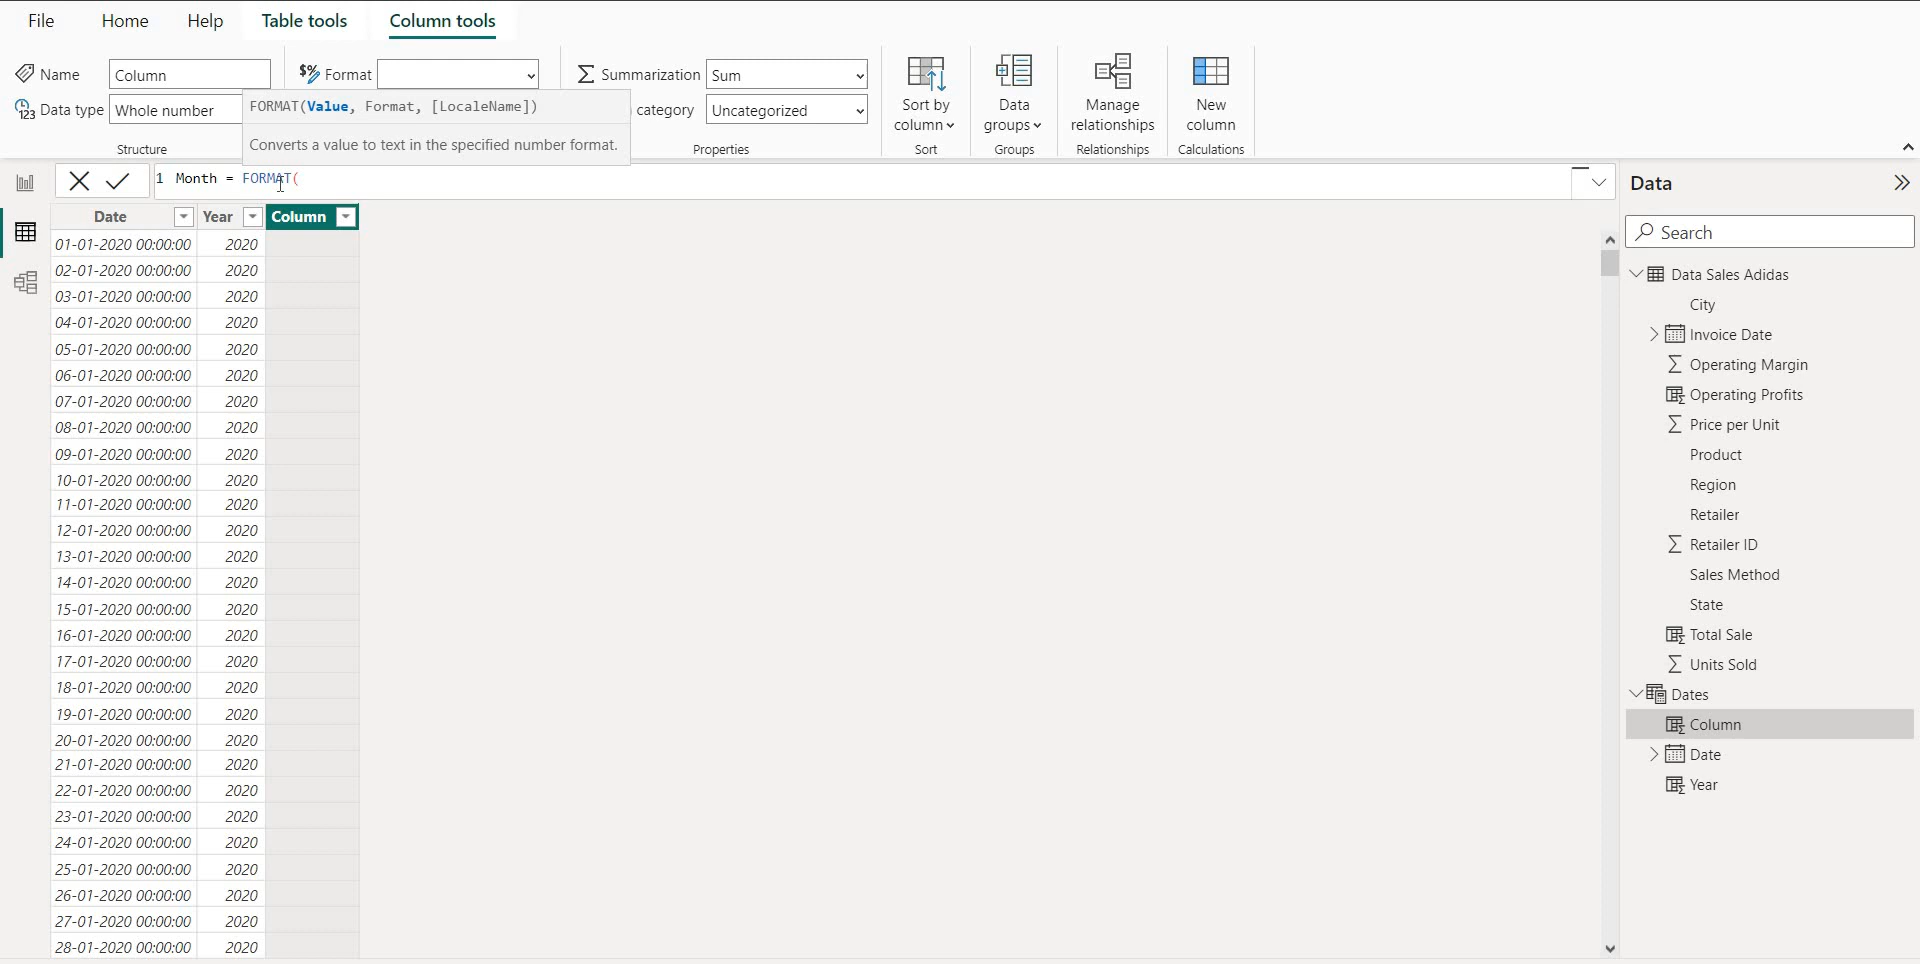 File Home Help Table tools Column tools
Name Column
Data type Whole number
Structure
$% Format
FORMAT(Value, Format, [LocaleName])
Converts a value to text in the specified number format.
Σ Summarization Sum
category Uncategorized
Properties
Sort by
column
Sort
Data
groups
Groups
Manage
relationships
Relationships
New
column
Calculations
1 Month = FORMAT(
Date Year Column
01-01-2020 00:00:00 2020
02-01-2020 00:00:00 2020
03-01-2020 00:00:00 2020
04-01-2020 00:00:00 2020
05-01-2020 00:00:00 2020
06-01-2020 00:00:00 2020
07-01-2020 00:00:00 2020
08-01-2020 00:00:00 2020
09-01-2020 00:00:00 2020
10-01-2020 00:00:00 2020
11-01-2020 00:00:00 2020
12-01-2020 00:00:00 2020
13-01-2020 00:00:00 2020
14-01-2020 00:00:00 2020
15-01-2020 00:00:00 2020
16-01-2020 00:00:00 2020
17-01-2020 00:00:00 2020
18-01-2020 00:00:00 2020
19-01-2020 00:00:00 2020
20-01-2020 00:00:00 2020
21-01-2020 00:00:00 2020
22-01-2020 00:00:00 2020
23-01-2020 00:00:00 2020
24-01-2020 00:00:00 2020
25-01-2020 00:00:00 2020
26-01-2020 00:00:00 2020
27-01-2020 00:00:00 2020
28-01-2020 00:00:00 2020
Data
Search
Data Sales Adidas
City
Invoice Date
Σ Operating Margin
Operating Profits
Σ Price per Unit
Product
Region
Retailer
Σ Retailer ID
Sales Method
State
Total Sale
Σ Units Sold
Dates
Column
Date
Year